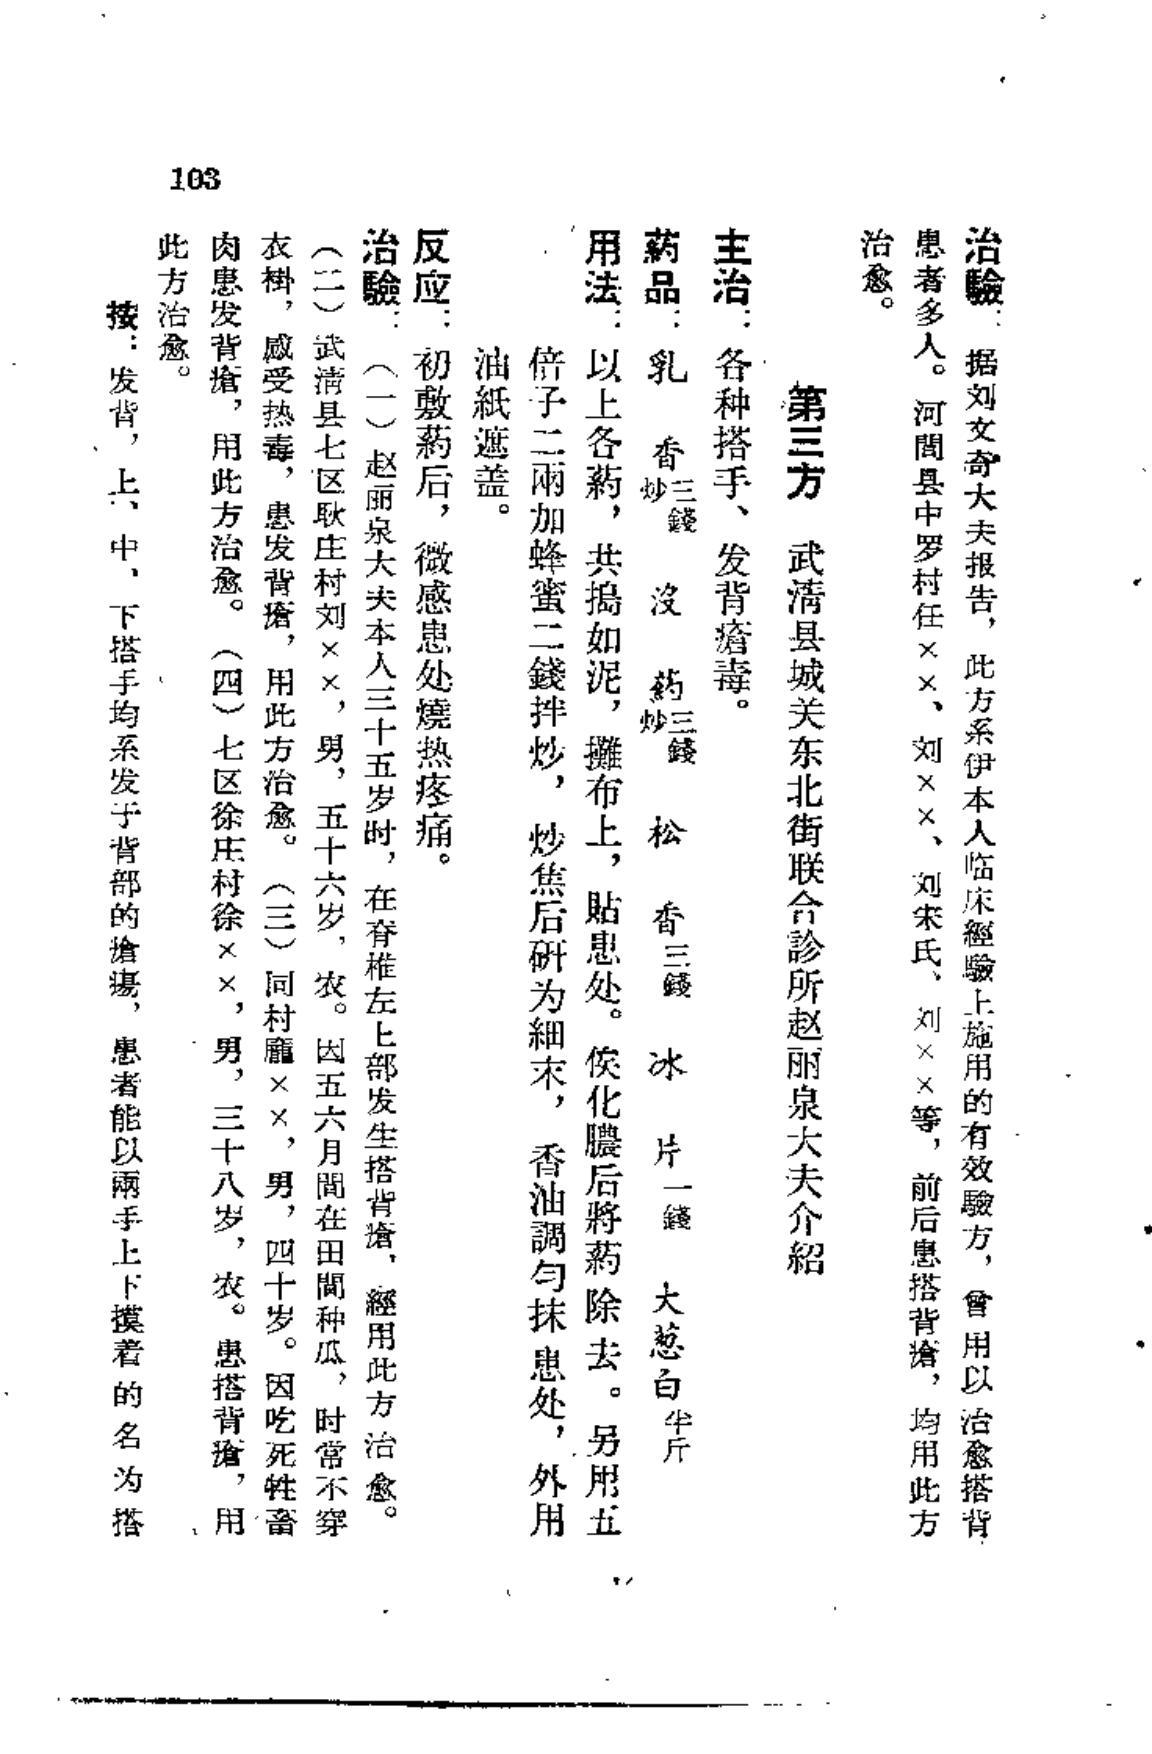 治驗：据刘文奇大夫报告，此方系伊本人临床經驗上施用的有效驗方，曾用以治愈搭背
患者多人。河間县中罗村任××、刘××、刘宋氏、刘××等，前后患搭背瘡，均用此方
治愈。
第三方　武清县城关东北街联合診所赵丽泉大夫介紹
主治：各种搭手、发背瘡毒。
葯品：乳香三錢炒　沒葯三錢炒　松香三錢　冰片一錢　大葱白半斤
用法：以上各葯，共搗如泥，攤布上，貼患处。俟化膿后將葯除去。另用五
倍子二兩加蜂蜜二錢拌炒，炒焦后研为細末，香油調匀抹患处，外用
油紙遮盖。
反应：初敷葯后，微感患处燒热疼痛。
治驗：（一）赵丽泉大夫本人三十五岁时，在脊椎左上部发生搭背瘡，經用此方治愈。
（二）武清县七区耿庄村刘××，男，五十六岁，农。因五六月間在田間种瓜，时常不穿
衣褂，感受热毒，患发背瘡，用此方治愈。（三）同村龐××，男，四十岁。因吃死牲畜
肉患发背瘡，用此方治愈。（四）七区徐庄村徐××，男，三十八岁，农。患搭背瘡，用
此方治愈。
按：发背，上、中、下搭手均系发于背部的瘡瘍，患者能以兩手上下摸着的名为搭
103